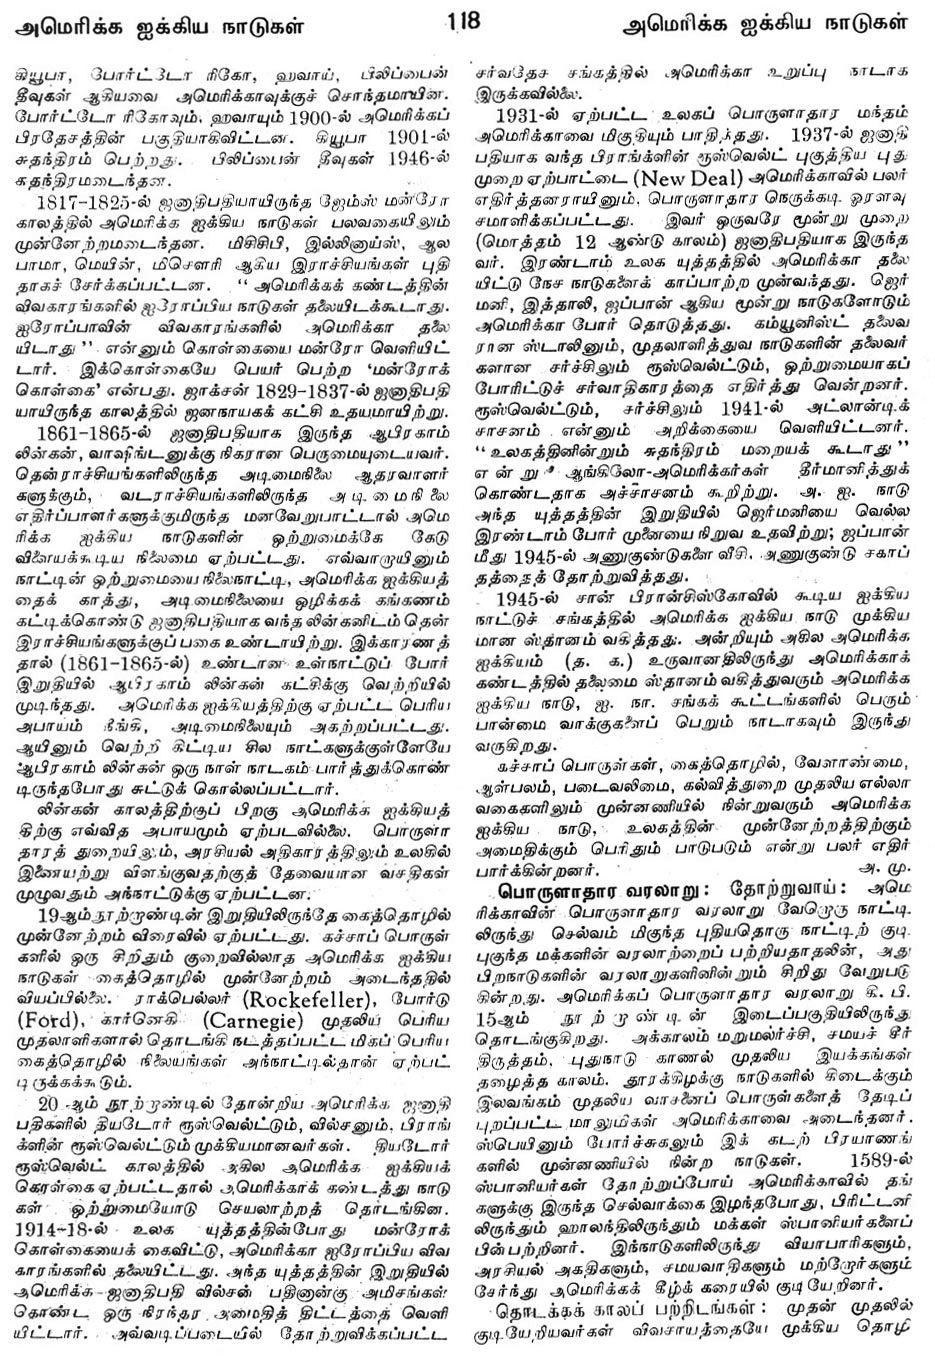 அமெரிக்க ஐக்கிய நாடுகள்
118
அமெரிக்க ஐக்கிய நாடுகள்
கியூபா, போர்ட்டோ ரிகோ, ஹவாய், பிலிப்பைன்
தீவுகள் ஆகியவை அமெரிக்காவுக்குச் சொந்தமாயின.
போர்ட்டோ ரிகோவும், ஹவாயும் 1900-ல் அமெரிக்கப்
பிரதேசத்தின் பகுதியாகிவிட்டன. கியூபா 1901-ல்
சுதந்திரம் பெற்றது. பிலிப்பைன் தீவுகள் 1946-ல்
சுதந்திரமடைந்தன.
1817-1825-ல் ஜனாதிபதியாயிருந்த ஜேம்ஸ் மன்ரோ
காலத்தில் அமெரிக்க ஐக்கிய நாடுகள் பலவகையிலும்
முன்னேற்றமடைந்தன. மிசிசிபி, இல்லினாய்ஸ், ஆல
பாமா, மெயின், மிசௌரி ஆகிய இராச்சியங்கள் புதி
தாகச் சேர்க்கப்பட்டன. “அமெரிக்கக் கண்டத்தின்
விவகாரங்களில் ஐரோப்பிய நாடுகள் தலையிடக்கூடாது.
ஐரோப்பாவின் விவகாரங்களில் அமெரிக்கா தலை
யிடாது” என்னும் கொள்கையை மன்ரோ வெளியிட்
டார். இக்கொள்கையே பெயர் பெற்ற ‘மன்ரோக்
கொள்கை’ என்பது. ஜாக்சன் 1829-1837-ல் ஜனாதிபதி
யாயிருந்த காலத்தில் ஜனநாயகக் கட்சி உதயமாயிற்று.
1861-1865-ல் ஜனாதிபதியாக இருந்த ஆபிரகாம்
லின்கன், வாஷிங்டனுக்கு நிகரான பெருமையுடையவர்.
தென்ராச்சியங்களிலிருந்த அடிமைநிலை ஆதரவாளர்
களுக்கும், வடராச்சியங்களிலிருந்த அடிமைநிலை
எதிர்ப்பாளர்களுக்குமிருந்த மனவேறுபாட்டால் அமெ
ரிக்க ஐக்கிய நாடுகளின் ஒற்றுமைக்கே கேடு
விளையக்கூடிய நிலைமை ஏற்பட்டது. எவ்வாறாயினும்
நாட்டின் ஒற்றுமையை நிலைநாட்டி, அமெரிக்க ஐக்கியத்
தைக் காத்து, அடிமைநிலையை ஒழிக்கக் கங்கணம்
கட்டிக்கொண்டு ஜனாதிபதியாக வந்த லின்கனிடம் தென்
இராச்சியங்களுக்குப் பகை உண்டாயிற்று. இக்காரணத்
தால் (1861-1865-ல்) உண்டான உள்நாட்டுப் போர்
இறுதியில் ஆபிரகாம் லின்கன் கட்சிக்கு வெற்றியில்
முடிந்தது. அமெரிக்க ஐக்கியத்திற்கு ஏற்பட்ட பெரிய
அபாயம் நீங்கி, அடிமைநிலையும் அகற்றப்பட்டது.
ஆயினும் வெற்றி கிட்டிய சில நாட்களுக்குள்ளேயே
ஆபிரகாம் லின்கன் ஒரு நாள் நாடகம் பார்த்துக்கொண்
டிருந்தபோது சுட்டுக் கொல்லப்பட்டார்.
லின்கன் காலத்திற்குப் பிறகு அமெரிக்க ஐக்கியத்
திற்கு எவ்வித அபாயமும் ஏற்படவில்லை. பொருளா
தாரத் துறையிலும், அரசியல் அதிகாரத்திலும் உலகில்
இணையற்று விளங்குவதற்குத் தேவையான வசதிகள்
முழுவதும் அந்நாட்டுக்கு ஏற்பட்டன.
19ஆம் நூற்றாண்டின் இறுதியிலிருந்தே கைத்தொழில்
முன்னேற்றம் விரைவில் ஏற்பட்டது. கச்சாப் பொருள்
களில் ஒரு சிறிதும் குறைவில்லாத அமெரிக்க ஐக்கிய
நாடுகள் கைத்தொழில் முன்னேற்றம் அடைந்ததில்
வியப்பில்லை. ராக்பெல்லர் (Rockefeller), போர்டு
(Ford), கார்னெகி (Carnegie) முதலிய பெரிய
முதலாளிகளால் தொடங்கி நடத்தப்பட்ட மிகப் பெரிய
கைத்தொழில் நிலையங்கள் அந்நாட்டில்தான் ஏற்பட்
டிருக்கக்கூடும்.
20 ஆம் நூற்றாண்டில் தோன்றிய அமெரிக்க ஜனாதி
பதிகளில் தியடோர் ரூஸ்வெல்ட்டும், வில்சனும், பிராங்
க்ளின் ரூஸ்வெல்ட்டும் முக்கியமானவர்கள். தியடோர்
ரூஸ்வெல்ட் காலத்தில் அகில அமெரிக்க ஐக்கியக்
கொள்கை ஏற்பட்டதால் அமெரிக்காக் கண்டத்து நாடு
கள் ஒற்றுமையோடு செயலாற்றத் தொடங்கின.
1914-18-ல் உலக யுத்தத்தின்போது மன்ரோக்
கொள்கையைக் கைவிட்டு, அமெரிக்கா ஐரோப்பிய விவ
காரங்களில் தலையிட்டது. அந்த யுத்தத்தின் இறுதியில்
அமெரிக்க ஜனாதிபதி வில்சன் பதினான்கு அமிசங்கள்
கொண்ட ஒரு நிரந்தர அமைதித் திட்டத்தை வெளி
யிட்டார். அவ்வடிப்படையில் தோற்றுவிக்கப்பட்ட
சர்வதேச சங்கத்தில் அமெரிக்கா உறுப்பு நாடாக
இருக்கவில்லை.
1931-ல் ஏற்பட்ட உலகப் பொருளாதார மந்தம்
அமெரிக்காவை மிகுதியும் பாதித்தது. 1937-ல் ஜனாதி
பதியாக வந்த பிராங்க்ளின் ரூஸ்வெல்ட் புகுத்திய புது
முறை ஏற்பாட்டை (New Deal) அமெரிக்காவில் பலர்
எதிர்த்தனராயினும், பொருளாதார நெருக்கடி ஓரளவு
சமாளிக்கப்பட்டது. இவர் ஒருவரே மூன்று முறை
(மொத்தம் 12 ஆண்டு காலம்) ஜனாதிபதியாக இருந்த
வர். இரண்டாம் உலக யுத்தத்தில் அமெரிக்கா தலை
யிட்டு நேச நாடுகளைக் காப்பாற்ற முன்வந்தது. ஜெர்
மனி, இத்தாலி, ஜப்பான் ஆகிய மூன்று நாடுகளோடும்
அமெரிக்கா போர் தொடுத்தது. கம்யூனிஸ்ட் தலைவ
ரான ஸ்டாலினும், முதலாளித்துவ நாடுகளின் தலைவர்
களான சர்ச்சிலும் ரூஸ்வெல்ட்டும், ஒற்றுமையாகப்
போரிட்டுச் சர்வாதிகாரத்தை எதிர்த்து வென்றனர்.
ரூஸ்வெல்ட்டும், சர்ச்சிலும் 1941-ல் அட்லாண்டிக்
சாசனம் என்னும் அறிக்கையை வெளியிட்டனர்.
“உலகத்தினின்றும் சுதந்திரம் மறையக் கூடாது”
என்று ஆங்கிலோ-அமெரிக்கர்கள் தீர்மானித்துக்
கொண்டதாக அச்சாசனம் கூறிற்று. அ. ஐ. நாடு
அந்த யுத்தத்தின் இறுதியில் ஜெர்மனியை வெல்ல
இரண்டாம் போர் முனையை நிறுவ உதவிற்று; ஜப்பான்
மீது 1945-ல் அணுகுண்டுகளை வீசி, அணுகுண்டு சகாப்
தத்தைத் தோற்றுவித்தது.
1945-ல் சான் பிரான்சிஸ்கோவில் கூடிய ஐக்கிய
நாட்டுச் சங்கத்தில் அமெரிக்க ஐக்கிய நாடு முக்கிய
மான ஸ்தானம் வகித்தது. அன்றியும் அகில அமெரிக்க
ஐக்கியம் (த. க.) உருவானதிலிருந்து அமெரிக்காக்
கண்டத்தில் தலைமை ஸ்தானம் வகித்துவரும் அமெரிக்க
ஐக்கிய நாடு, ஐ. நா. சங்கக் கூட்டங்களில் பெரும்
பான்மை வாக்குகளைப் பெறும் நாடாகவும் இருந்து
வருகிறது.
கச்சாப் பொருள்கள், கைத்தொழில், வேளாண்மை,
ஆள்பலம், படைவலிமை, கல்வித்துறை முதலிய எல்லா
வகைகளிலும் முன்னணியில் நின்றுவரும் அமெரிக்க
ஐக்கிய நாடு, உலகத்தின் முன்னேற்றத்திற்கும்
அமைதிக்கும் பெரிதும் பாடுபடும் என்று பலர் எதிர்
பார்க்கின்றனர். அ. மு.
பொருளாதார வரலாறு: தோற்றுவாய்: அமெ
ரிக்காவின் பொருளாதார வரலாறு வேறொரு நாட்டி
லிருந்து செல்வம் மிகுந்த புதியதொரு நாட்டிற் குடி
புகுந்த மக்களின் வரலாற்றைப் பற்றியதாதலின், அது
பிறநாடுகளின் வரலாறுகளினின்றும் சிறிது வேறுபடு
கின்றது. அமெரிக்கப் பொருளாதார வரலாறு கி. பி.
15ஆம் நூற்றாண்டின் இடைப்பகுதியிலிருந்து
தொடங்குகிறது. அக்காலம் மறுமலர்ச்சி, சமயச் சீர்
திருத்தம், புதுநாடு காணல் முதலிய இயக்கங்கள்
தழைத்த காலம். தூரக்கிழக்கு நாடுகளில் கிடைக்கும்
இலவங்கம் முதலிய வாசனைப் பொருள்களைத் தேடிப்
புறப்பட்ட மாலுமிகள் அமெரிக்காவை அடைந்தனர்.
ஸ்பெயினும் போர்ச்சுகலும் இக் கடற் பிரயாணங்
களில் முன்னணியில் நின்ற நாடுகள். 1589-ல்
ஸ்பானியர்கள் தோற்றுப்போய் அமெரிக்காவில் தங்
களுக்கு இருந்த செல்வாக்கை இழந்தபோது, பிரிட்டனி
லிருந்தும் ஹாலந்திலிருந்தும் மக்கள் ஸ்பானியர்களைப்
பின்பற்றினர். இந்நாடுகளிலிருந்து வியாபாரிகளும்,
அரசியல் அகதிகளும், சமயவாதிகளும் மற்றோர்களும்
சேர்ந்து அமெரிக்கக் கீழ்க் கரையில் குடியேறினர்.
தொடக்கக் காலப் பற்றிடங்கள்: முதன் முதலில்
குடியேறியவர்கள் விவசாயத்தையே முக்கிய தொழி